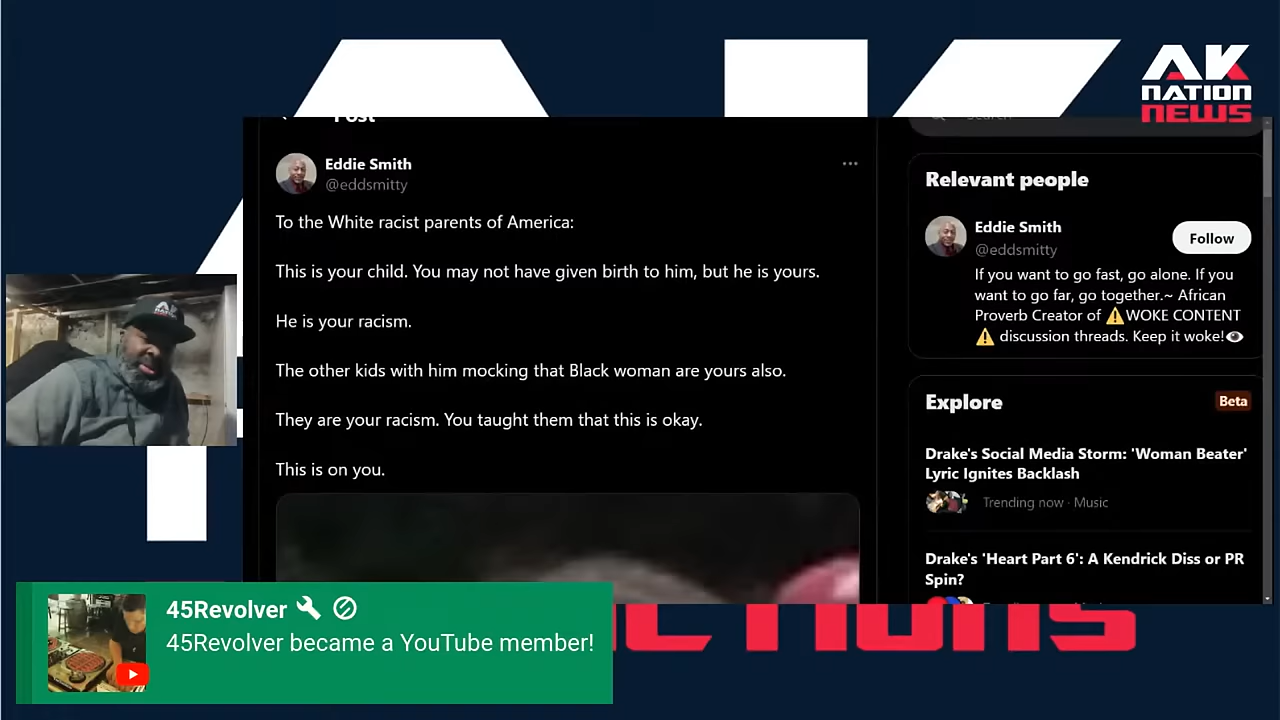 AK
NATION
NEWS
Post
Search
Eddie Smith
@eddsmitty
To the White racist parents of America:
This is your child. You may not have given birth to him, but he is yours.
He is your racism.
The other kids with him mocking that Black woman are yours also.
They are your racism. You taught them that this is okay.
This is on you.
Relevant people
Eddie Smith
@eddsmitty
Follow
If you want to go fast, go alone. If you
want to go far, go together.~ African
Proverb Creator of ⚠️WOKE CONTENT
⚠️ discussion threads. Keep it woke!👁️
Explore
Beta
Drake's Social Media Storm: 'Woman Beater'
Lyric Ignites Backlash
Trending now · Music
Drake's 'Heart Part 6': A Kendrick Diss or PR
Spin?
AK
45Revolver
45Revolver became a YouTube member!